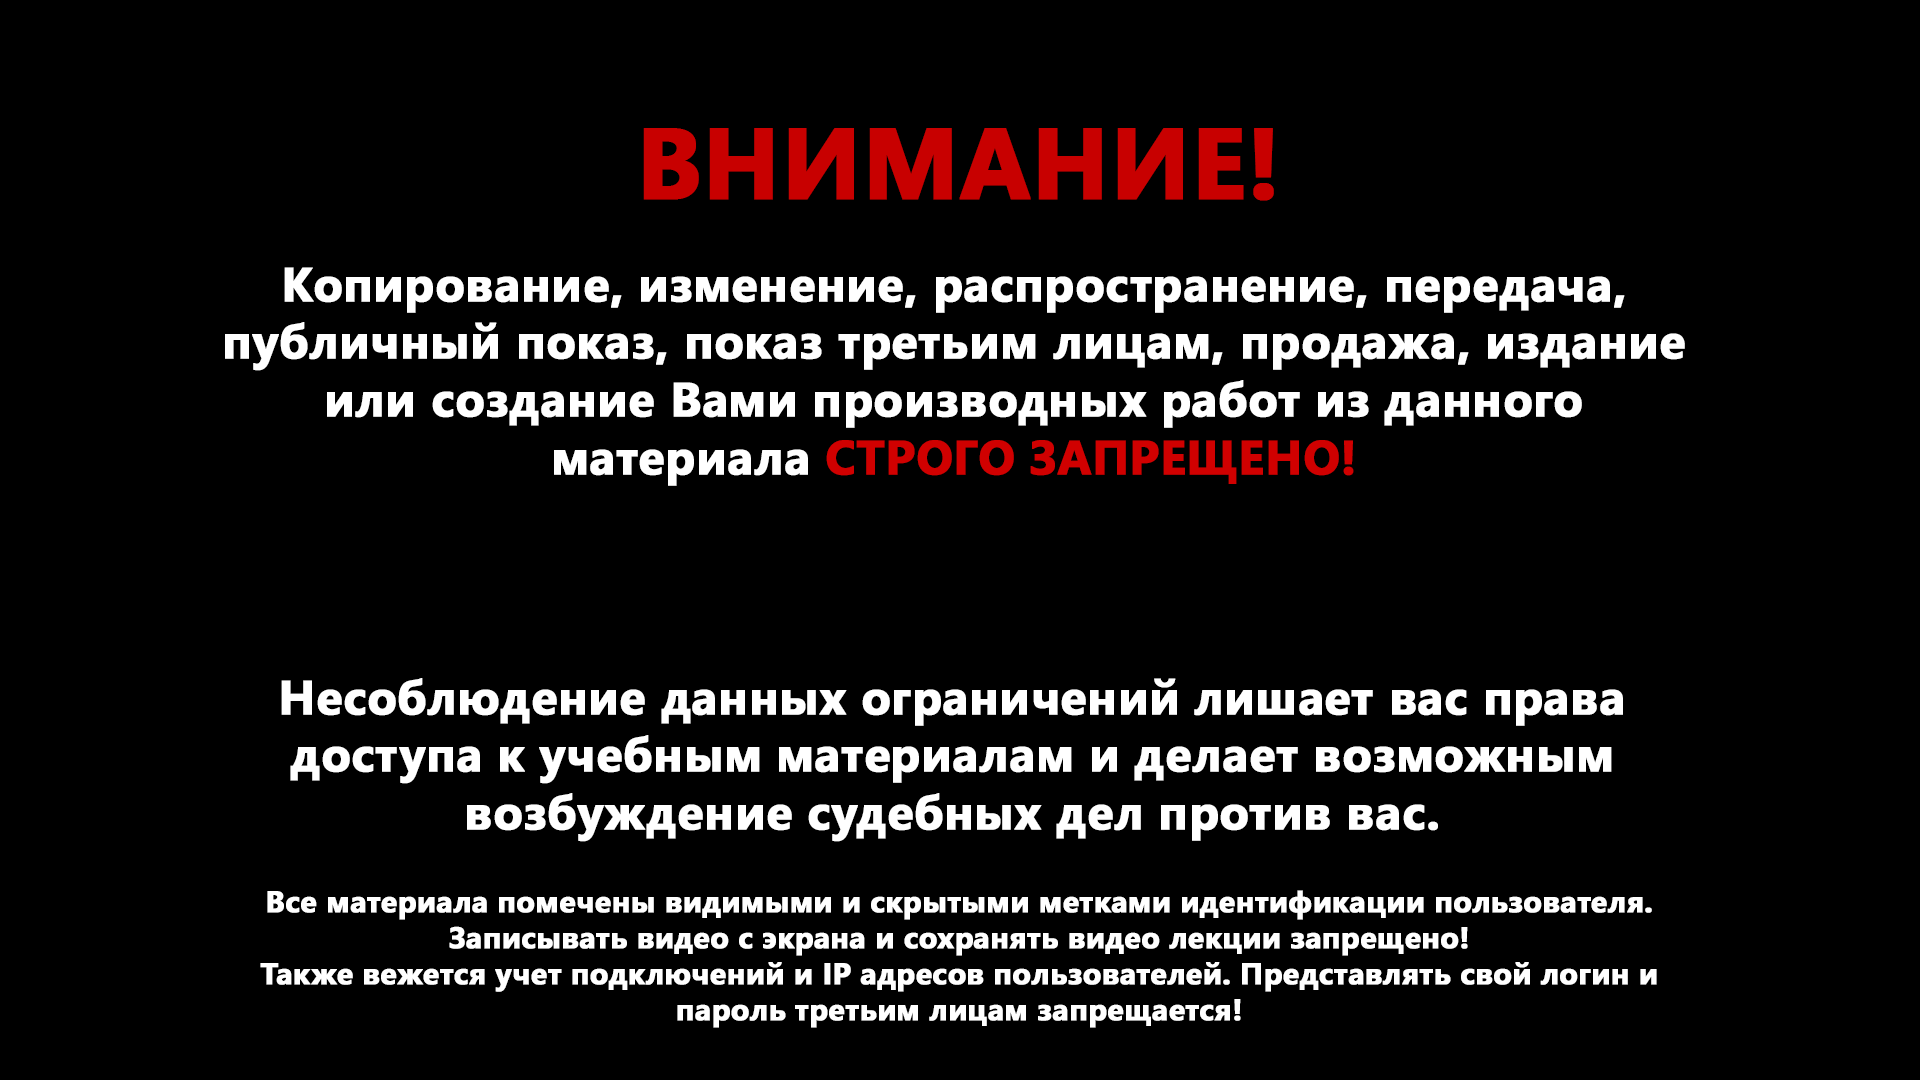 ВНИМАНИЕ!
Копирование, изменение, распространение, передача,
публичный показ, показ третьим лицам, продажа, издание
или создание Вами производных работ из данного
материала СТРОГО ЗАПРЕЩЕНО!
Несоблюдение данных ограничений лишает вас права
доступа к учебным материалам и делает возможным
возбуждение судебных дел против вас.
Все материала помечены видимыми и скрытыми метками идентификации пользователя.
Записывать видео с экрана и сохранять видео лекции запрещено!
Также вежется учет подключений и IP адресов пользователей. Представлять свой логин и
пароль третьим лицам запрещается!